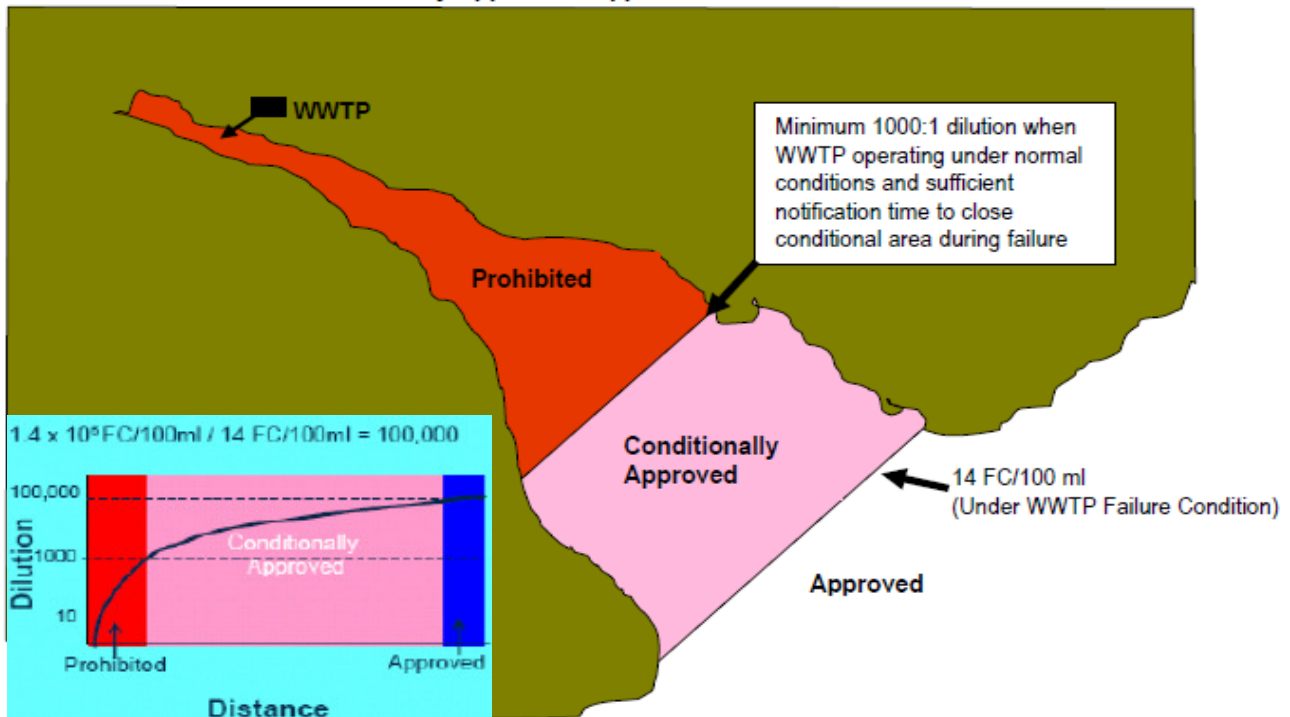 WWTP
Minimum 1000:1 dilution when
WWTP operating under normal
conditions and sufficient
notification time to close
conditional area during failure
Prohibited
Conditionally
Approved
14 FC/100 ml
(Under WWTP Failure Condition)
Approved
1.4 x 10⁶FC/100ml / 14 FC/100ml = 100,000
100,000
1000
10
Dilution
Conditionally
Approved
Prohibited
Approved
Distance